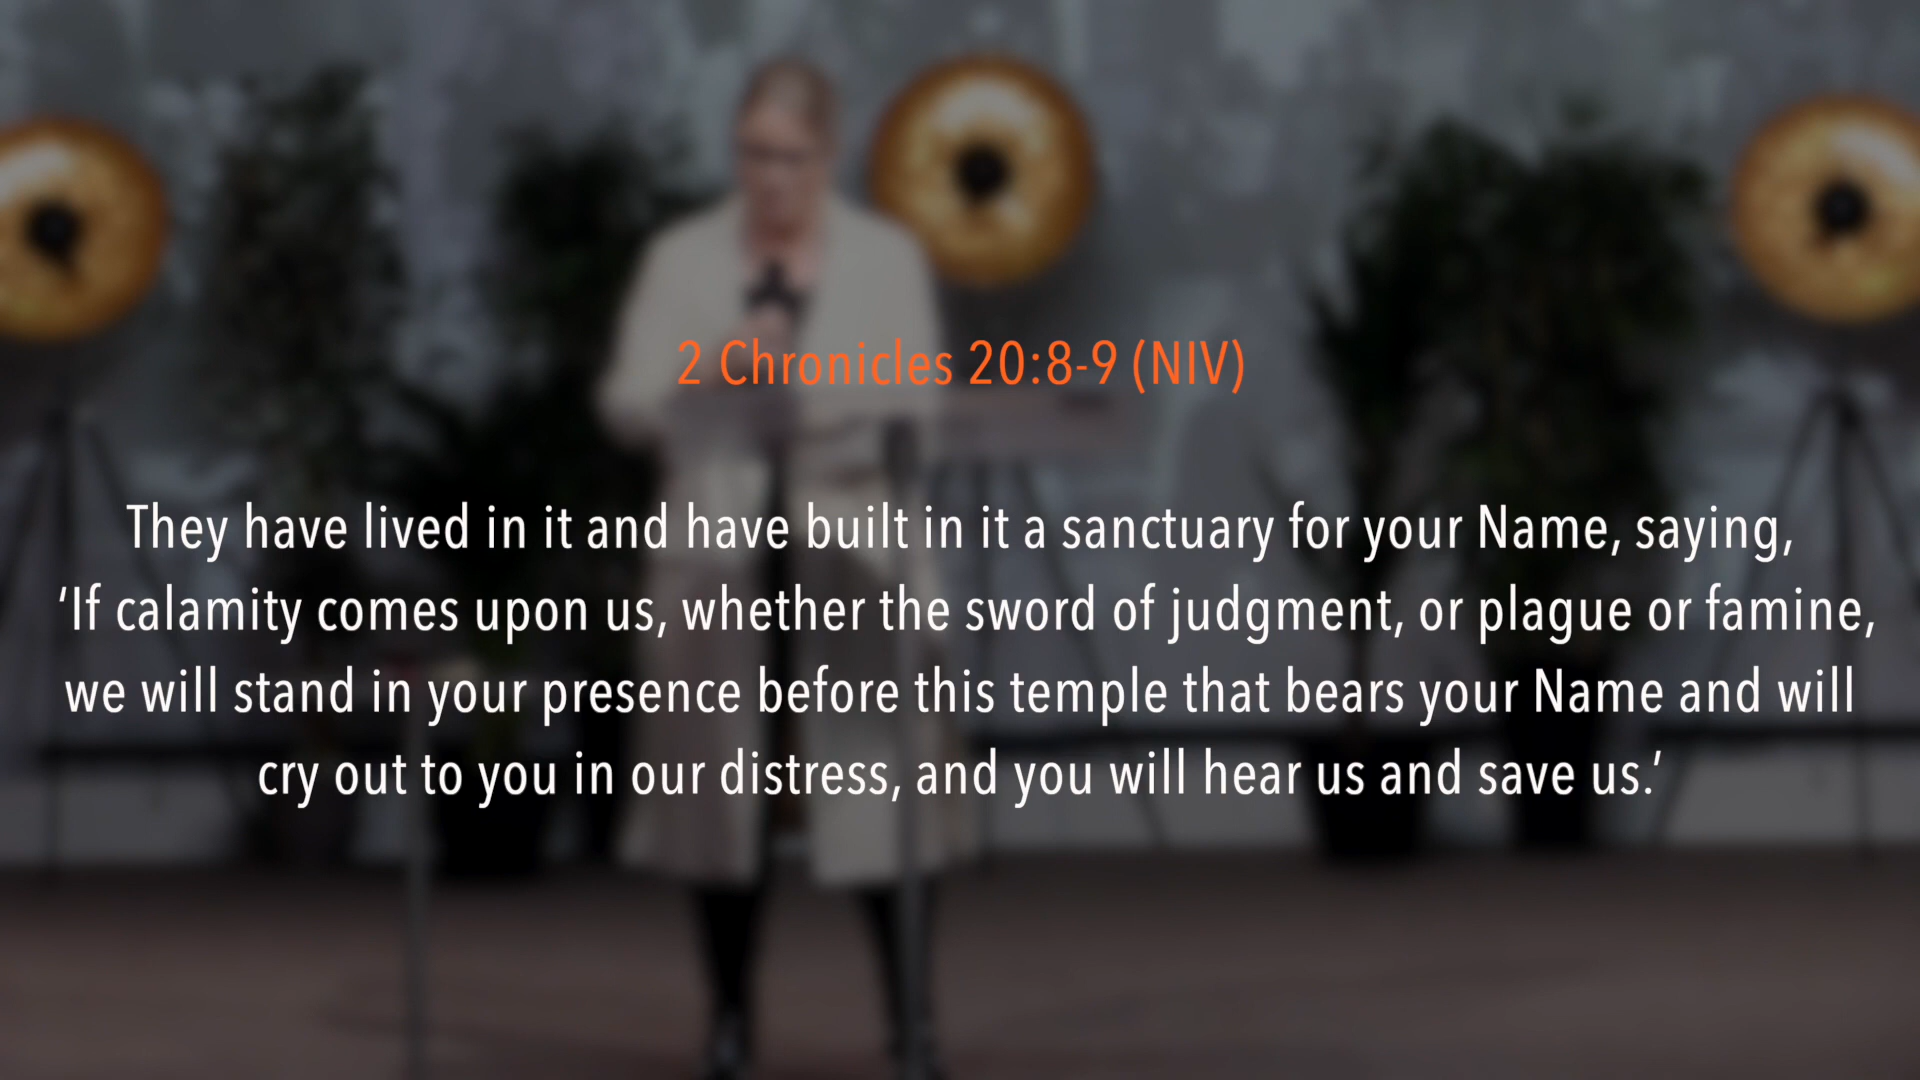 2 Chronicles 20:8-9 (NIV)
They have lived in it and have built in it a sanctuary for your Name, saying,
‘If calamity comes upon us, whether the sword of judgment, or plague or famine,
we will stand in your presence before this temple that bears your Name and will
cry out to you in our distress, and you will hear us and save us.’